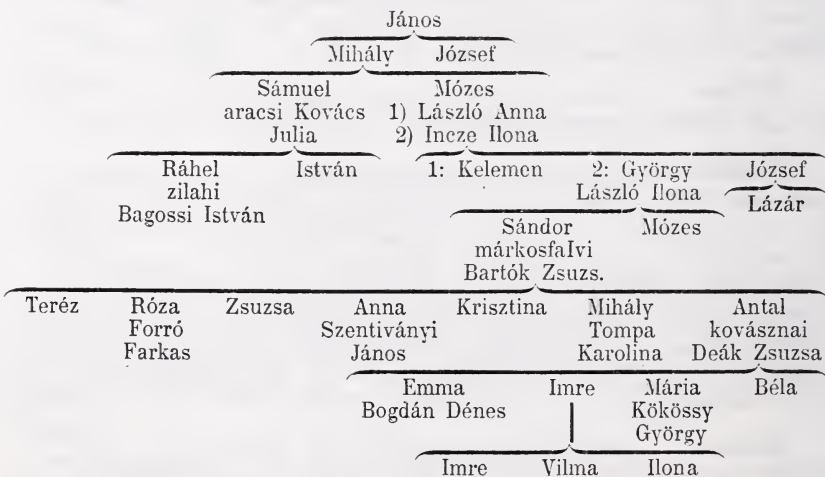 János
Mihály József
Sámuel Mózes
aracsi Kovács 1) László Anna
Julia 2) Incze Ilona
Ráhel István 1: Kelemen 2: György József
zilahi László Ilona Lázár
Bagossi István
Sándor Mózes
márkosfalvi
Bartók Zsuzs.
Teréz Róza Zsuzsa Anna Krisztina Mihály Antal
Forró Szentiványi Tompa kovásznai
Farkas János Karolina Deák Zsuzsa
Emma Imre Mária Béla
Bogdán Dénes Kökössy
György
Imre Vilma Ilona